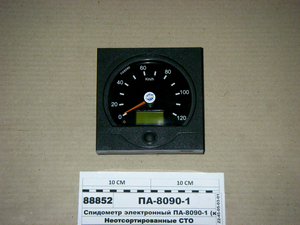 60
80
km/h
40
100
20
120
0
10 CM
10 CM
88852
ПА-8090-1
Спидометр электронный ПА-8090-1 (ж
Неотсортированные СТО